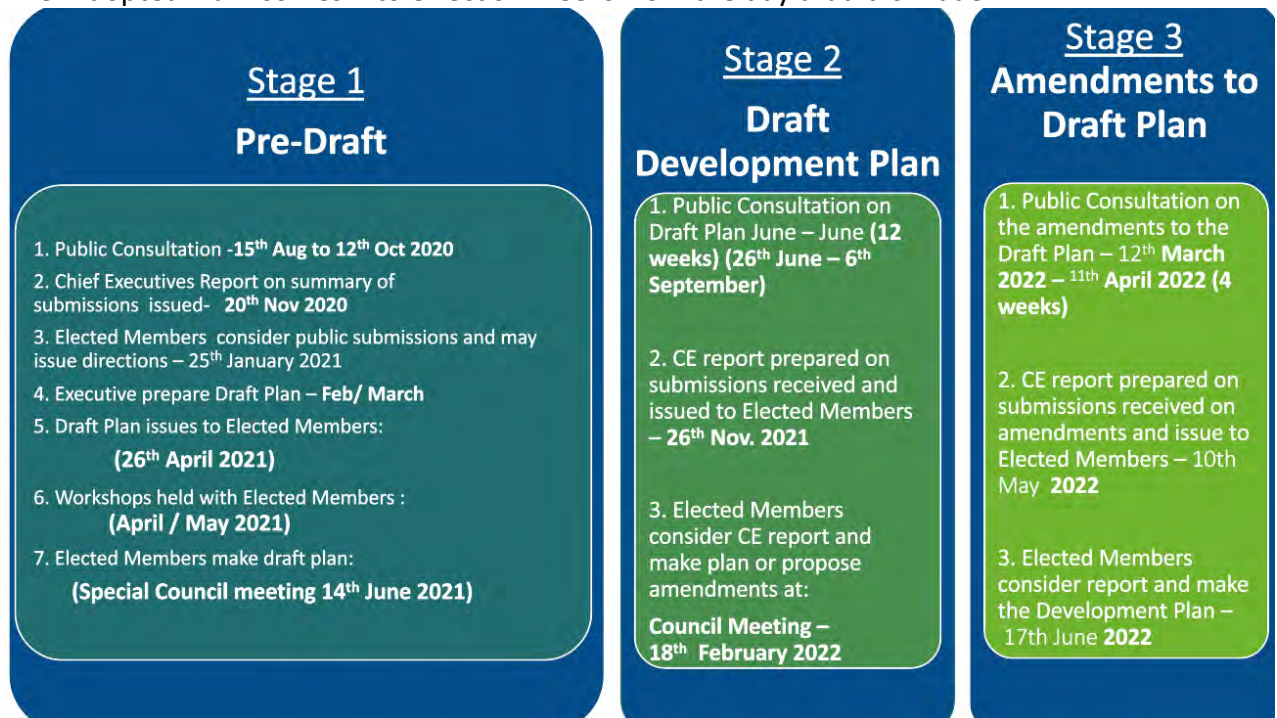 Stage 1
Pre-Draft
1. Public Consultation -15th Aug to 12th Oct 2020
2. Chief Executives Report on summary of
submissions issued- 20th Nov 2020
3. Elected Members consider public submissions and may
issue directions – 25th January 2021
4. Executive prepare Draft Plan – Feb/ March
5. Draft Plan issues to Elected Members:
(26th April 2021)
6. Workshops held with Elected Members :
(April / May 2021)
7. Elected Members make draft plan:
(Special Council meeting 14th June 2021)
Stage 2
Draft
Development Plan
1. Public Consultation on
Draft Plan June – June (12
weeks) (26th June – 6th
September)
2. CE report prepared on
submissions received and
issued to Elected Members
– 26th Nov. 2021
3. Elected Members
consider CE report and
make plan or propose
amendments at:
Council Meeting –
18th February 2022
Stage 3
Amendments to
Draft Plan
1. Public Consultation on
the amendments to the
Draft Plan – 12th March
2022 – 11th April 2022 (4
weeks)
2. CE report prepared on
submissions received on
amendments and issue to
Elected Members – 10th
May 2022
3. Elected Members
consider report and make
the Development Plan –
17th June 2022